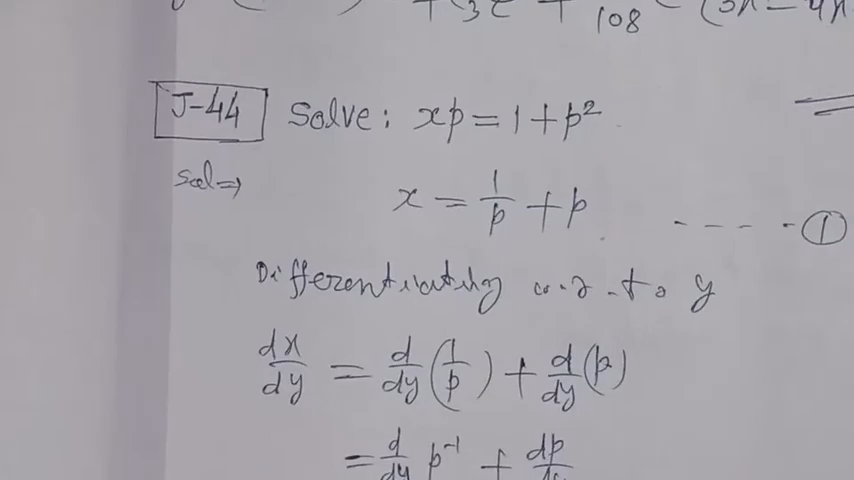 108
J-44 Solve: xp = 1 + p²
Sol ⇒
x = 1/p + p ---- ①
Differentiating w.r.to y
dx/dy = d/dy (1/p) + d/dy (p)
= d/dy p⁻¹ + dp/dy